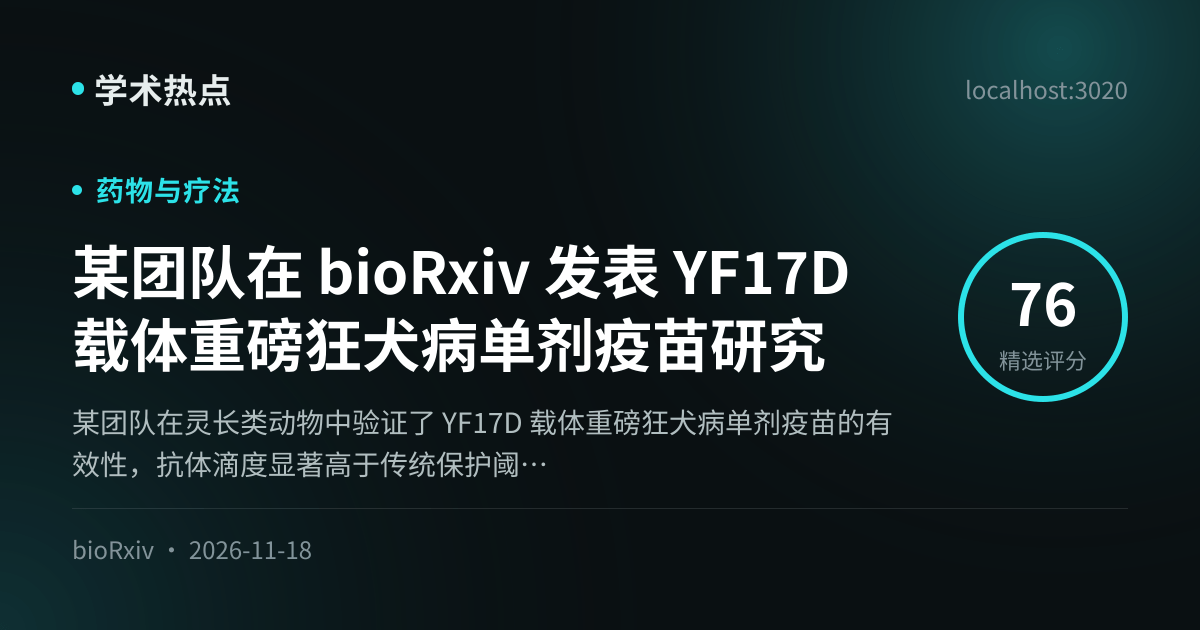 学术热点
localhost:3020
药物与疗法
某团队在 bioRxiv 发表 YF17D
载体重磅狂犬病单剂疫苗研究
76
精选评分
某团队在灵长类动物中验证了 YF17D 载体重磅狂犬病单剂疫苗的有
效性，抗体滴度显著高于传统保护阈…
bioRxiv · 2026-11-18